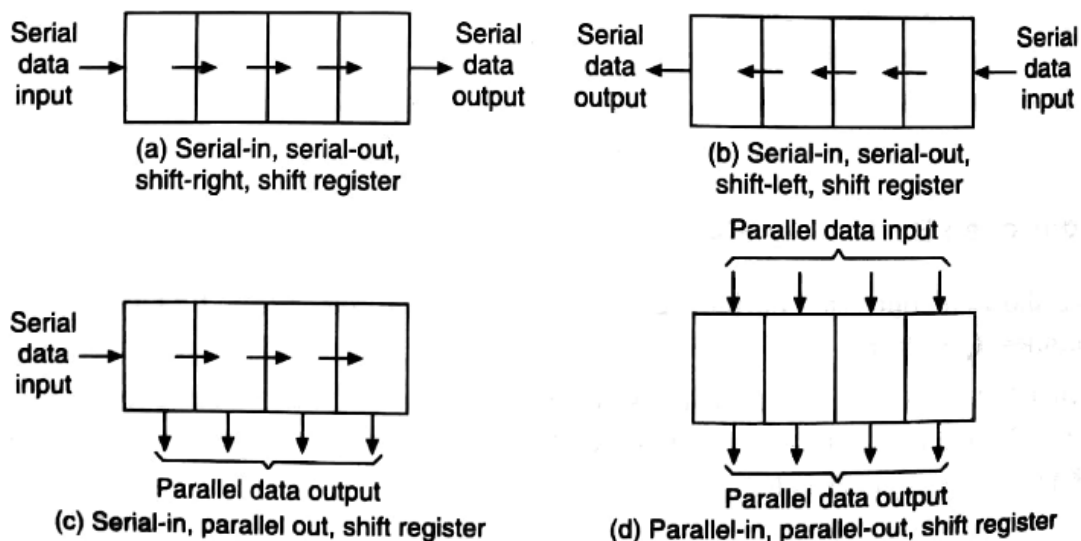 Serial
data
input
Serial
data
output
(a) Serial-in, serial-out,
shift-right, shift register
Serial
data
output
Serial
data
input
(b) Serial-in, serial-out,
shift-left, shift register
Serial
data
input
Parallel data output
(c) Serial-in, parallel out, shift register
Parallel data input
Parallel data output
(d) Parallel-in, parallel-out, shift register